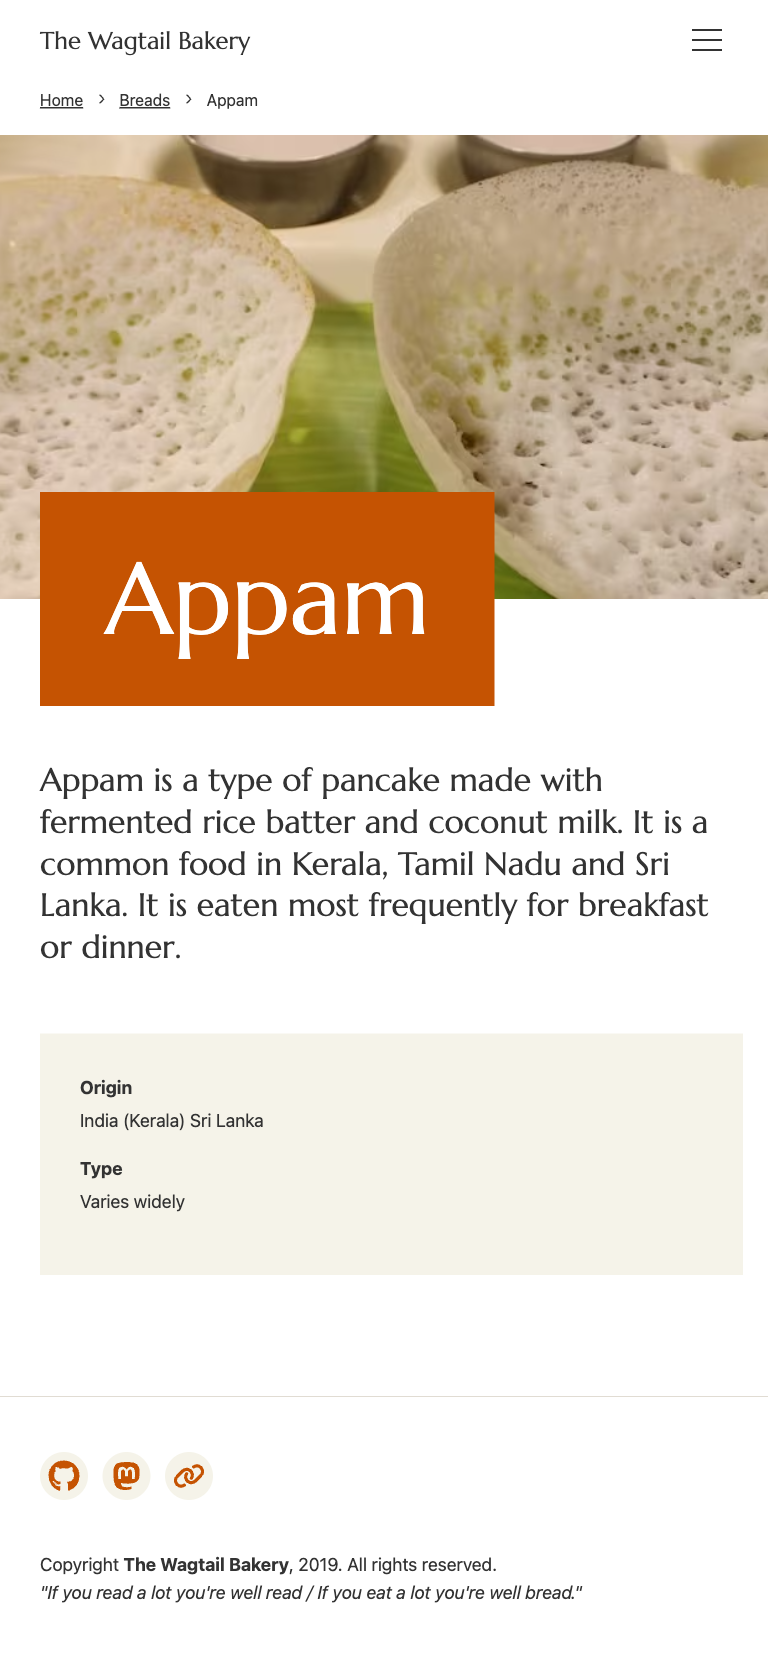 The Wagtail Bakery
Home > Breads > Appam
Appam
Appam is a type of pancake made with
fermented rice batter and coconut milk. It is a
common food in Kerala, Tamil Nadu and Sri
Lanka. It is eaten most frequently for breakfast
or dinner.
Origin
India (Kerala) Sri Lanka
Type
Varies widely
Copyright The Wagtail Bakery, 2019. All rights reserved.
"If you read a lot you're well read / If you eat a lot you're well bread."